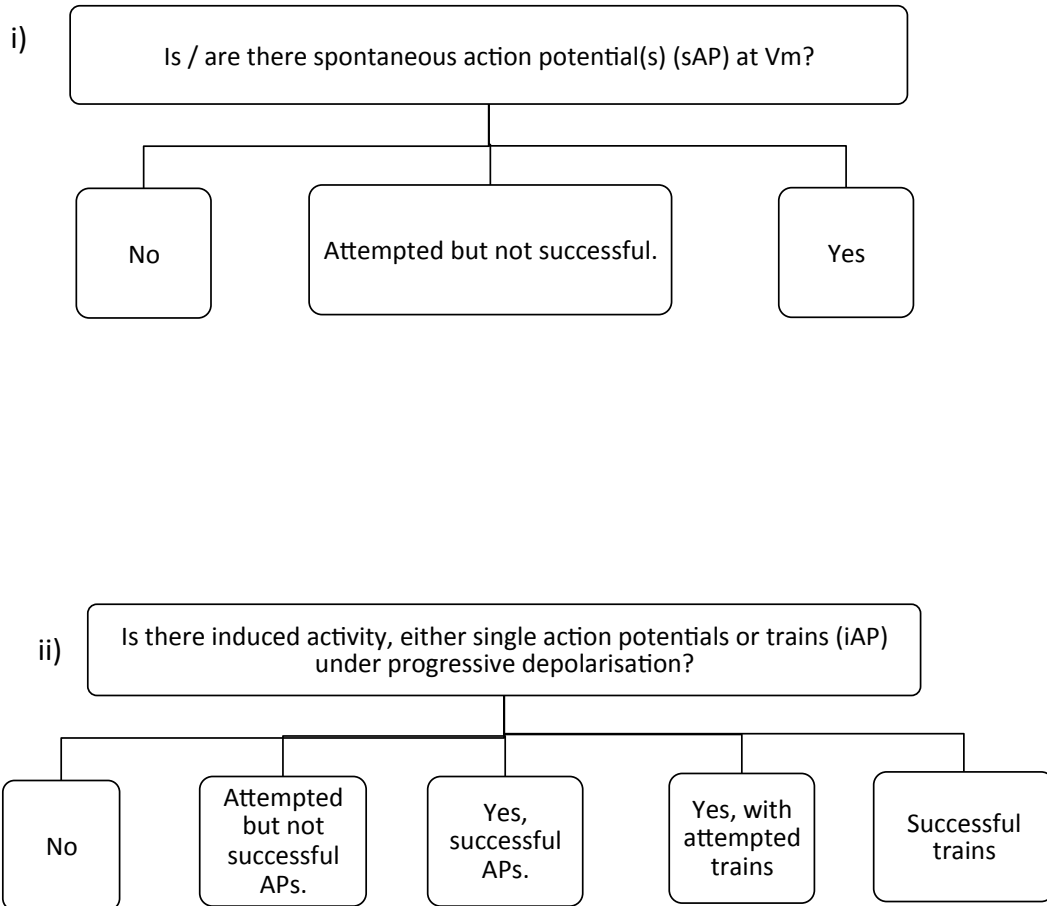 i)
Is / are there spontaneous action potential(s) (sAP) at Vm?
No
Attempted but not successful.
Yes
ii)
Is there induced activity, either single action potentials or trains (iAP)
under progressive depolarisation?
No
Attempted
but not
successful
APs.
Yes,
successful
APs.
Yes, with
attempted
trains
Successful
trains